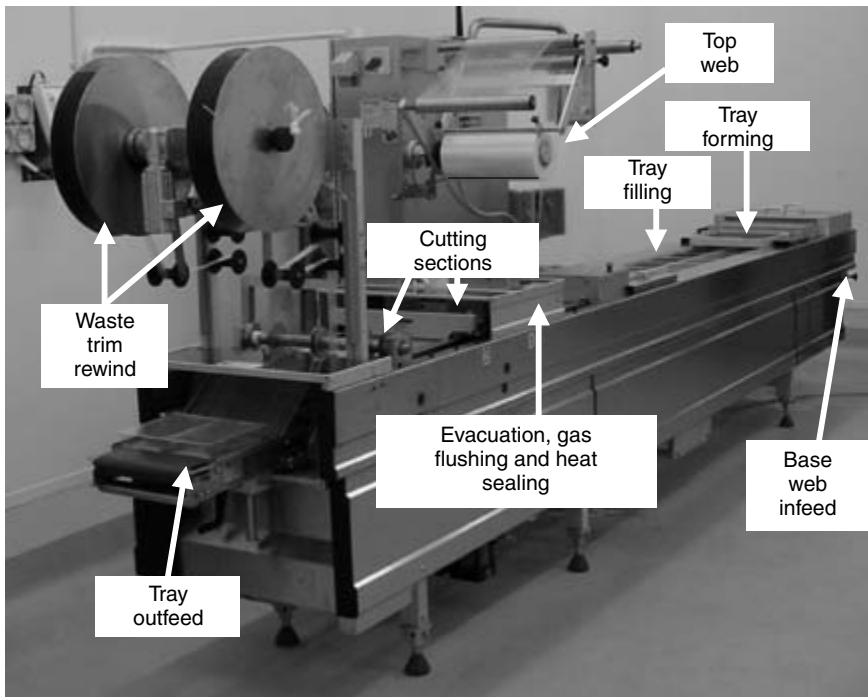 Top
web
Tray
forming
Tray
filling
Cutting
sections
Waste
trim
rewind
Evacuation, gas
flushing and heat
sealing
Base
web
infeed
Tray
outfeed